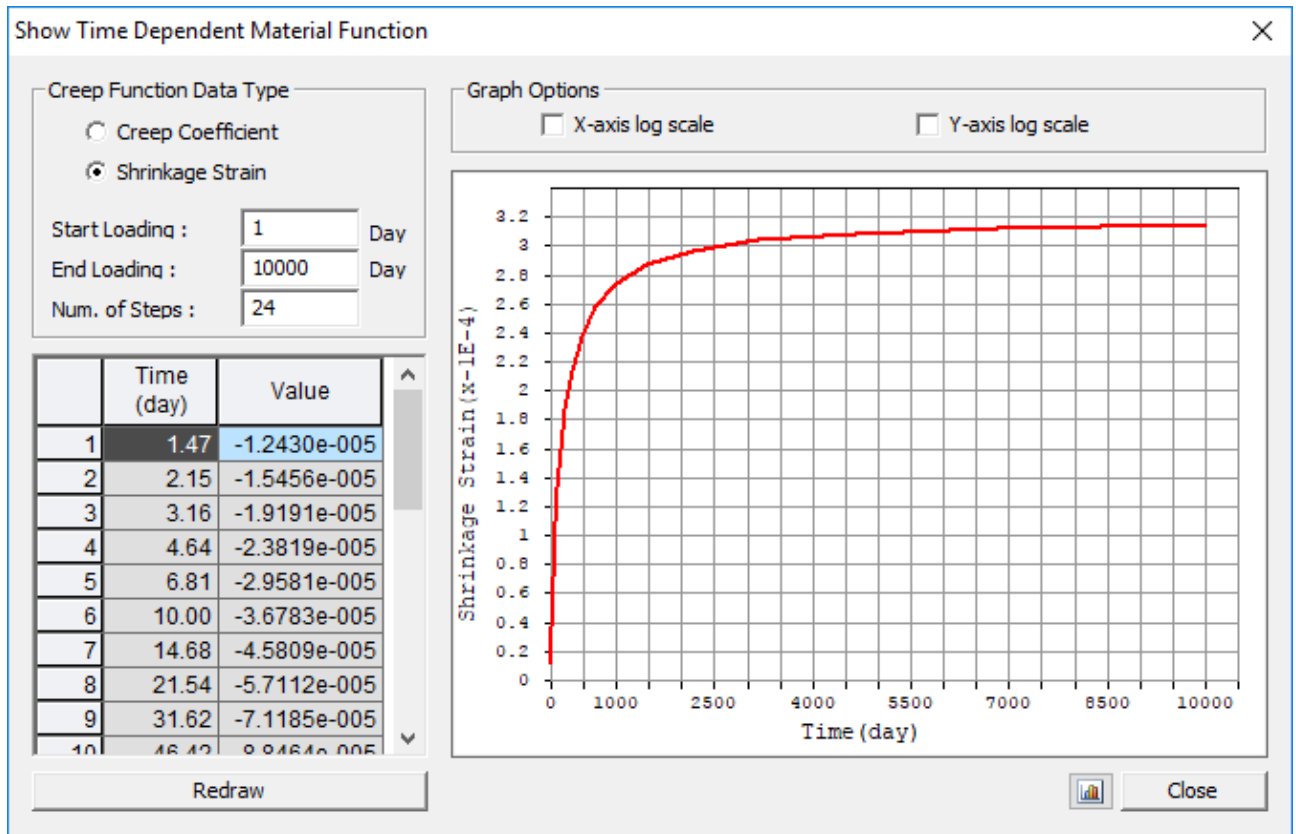 Show Time Dependent Material Function
Creep Function Data Type
Creep Coefficient
Shrinkage Strain
Start Loading : 1 Day
End Loading : 10000 Day
Num. of Steps : 24
Time (day) Value
1 1.47 -1.2430e-005
2 2.15 -1.5456e-005
3 3.16 -1.9191e-005
4 4.64 -2.3819e-005
5 6.81 -2.9581e-005
6 10.00 -3.6783e-005
7 14.68 -4.5809e-005
8 21.54 -5.7112e-005
9 31.62 -7.1185e-005
10 46.42 -8.8464e-005
Redraw
Graph Options
X-axis log scale Y-axis log scale
Shrinkage Strain(x-1E-4)
3.2
3
2.8
2.6
2.4
2.2
2
1.8
1.6
1.4
1.2
1
0.8
0.6
0.4
0.2
0
0 1000 2500 4000 5500 7000 8500 10000
Time(day)
Close